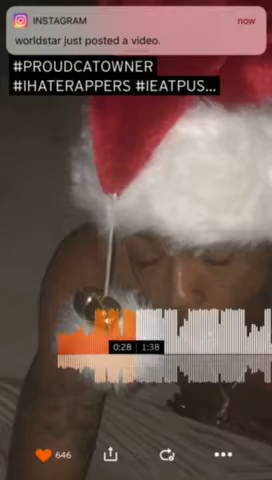 INSTAGRAM
now
worldstar just posted a video.
#PROUDCATOWNER
#IHATERAPPERS #IEATPUS...
0:28 | 1:38
646